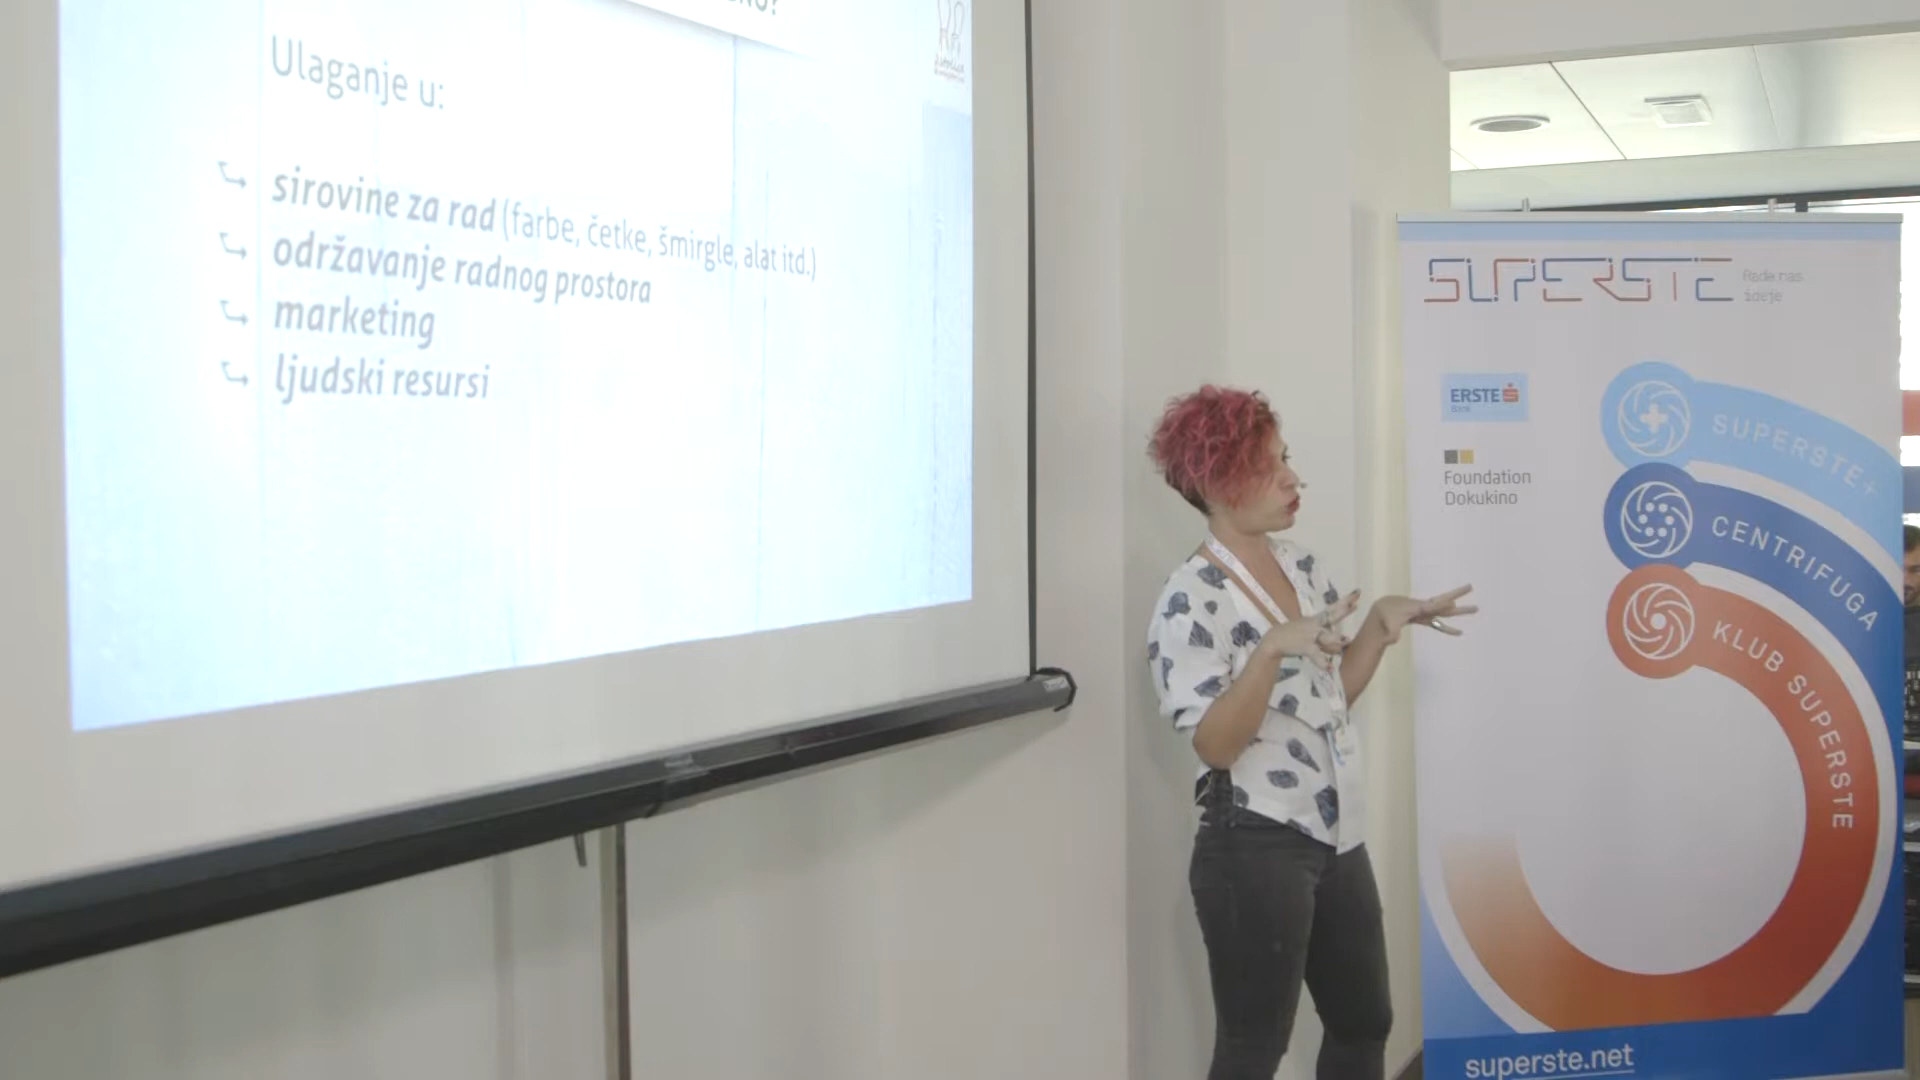 Ulaganje u:
sirovine za rad (farbe, četke, šmirgle, alat itd.)
održavanje radnog prostora
marketing
ljudski resursi
SUPERSTE
Rade nas
ideje
ERSTE
Bank
Foundation
Dokukino
SUPERSTE+
CENTRIFUGA
KLUB SUPERSTE
superste.net